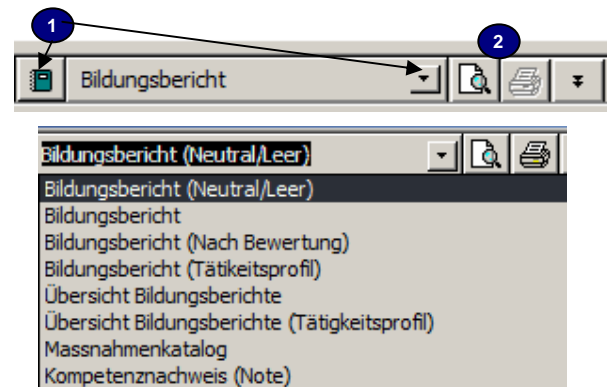 1
2
Bildungsbericht
Bildungsbericht (Neutral/Leer)
Bildungsbericht (Neutral/Leer)
Bildungsbericht
Bildungsbericht (Nach Bewertung)
Bildungsbericht (Tätikeitsprofil)
Übersicht Bildungsberichte
Übersicht Bildungsberichte (Tätigkeitsprofil)
Massnahmenkatalog
Kompetenznachweis (Note)